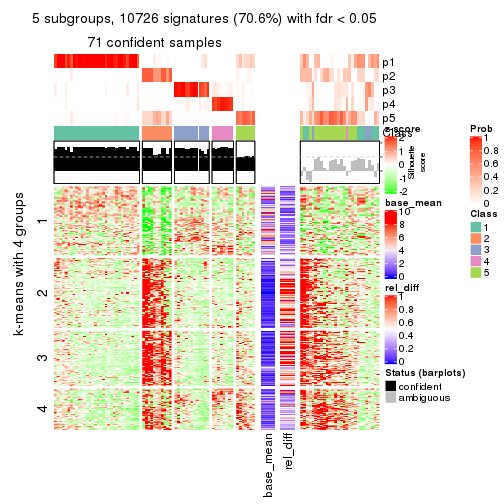 5 subgroups, 10726 signatures (70.6%) with fdr < 0.05
71 confident samples
p1
p2
p3
p4
p5
Class
Silhouette
score
k-means with 4 groups
1
2
3
4
base_mean
rel_diff
z-score
2
1
0
-1
-2
base_mean
10
8
6
4
2
0
rel_diff
1
0.8
0.6
0.4
0.2
0
Status (barplots)
confident
ambiguous
Prob
1
0.8
0.6
0.4
0.2
0
Class
1
2
3
4
5